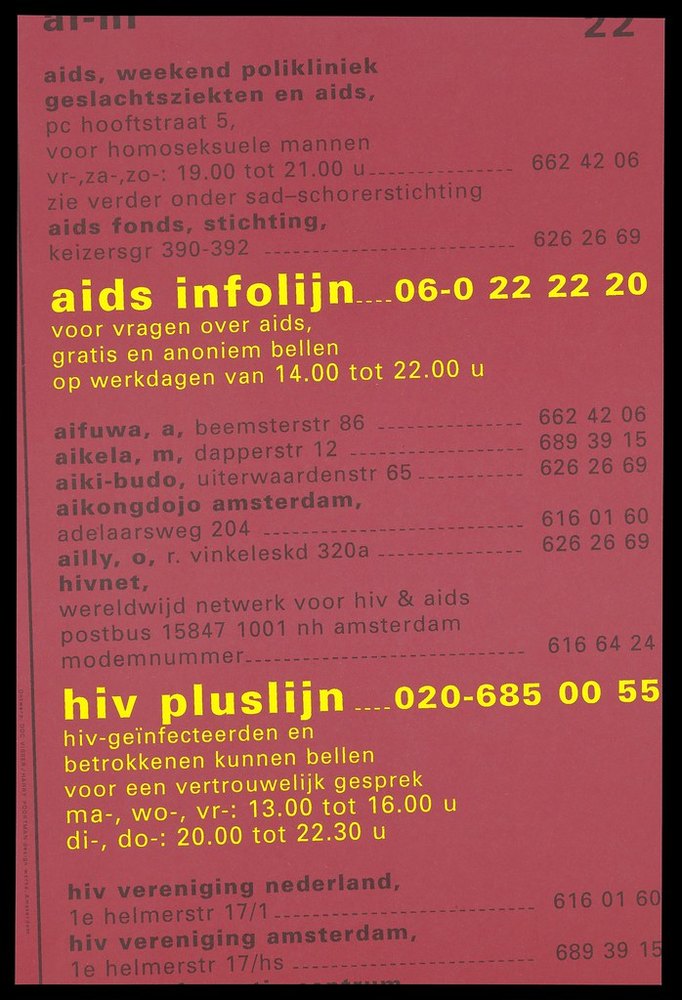 22
aids, weekend polikliniek
geslachtsziekten en aids,
pc hooftstraat 5,
voor homoseksuele mannen
vr-,za-,zo-: 19.00 tot 21.00 u 662 42 06
zie verder onder sad–schorerstichting
aids fonds, stichting,
keizersgr 390-392 626 26 69
aids infolijn....06-0 22 22 20
voor vragen over aids,
gratis en anoniem bellen
op werkdagen van 14.00 tot 22.00 u
aifuwa, a, beemsterstr 86 662 42 06
aikela, m, dapperstr 12 689 39 15
aiki-budo, uiterwaardenstr 65 626 26 69
aikongdojo amsterdam,
adelaarsweg 204 616 01 60
ailly, o, r. vinkeleskd 320a 626 26 69
hivnet,
wereldwijd netwerk voor hiv & aids
postbus 15847 1001 nh amsterdam
modemnummer 616 64 24
hiv pluslijn ....020-685 00 55
hiv-geïnfecteerden en
betrokkenen kunnen bellen
voor een vertrouwelijk gesprek
ma-, wo-, vr-: 13.00 tot 16.00 u
di-, do-: 20.00 tot 22.30 u
hiv vereniging nederland,
1e helmerstr 17/1 616 01 60
hiv vereniging amsterdam,
1e helmerstr 17/hs 689 39 15